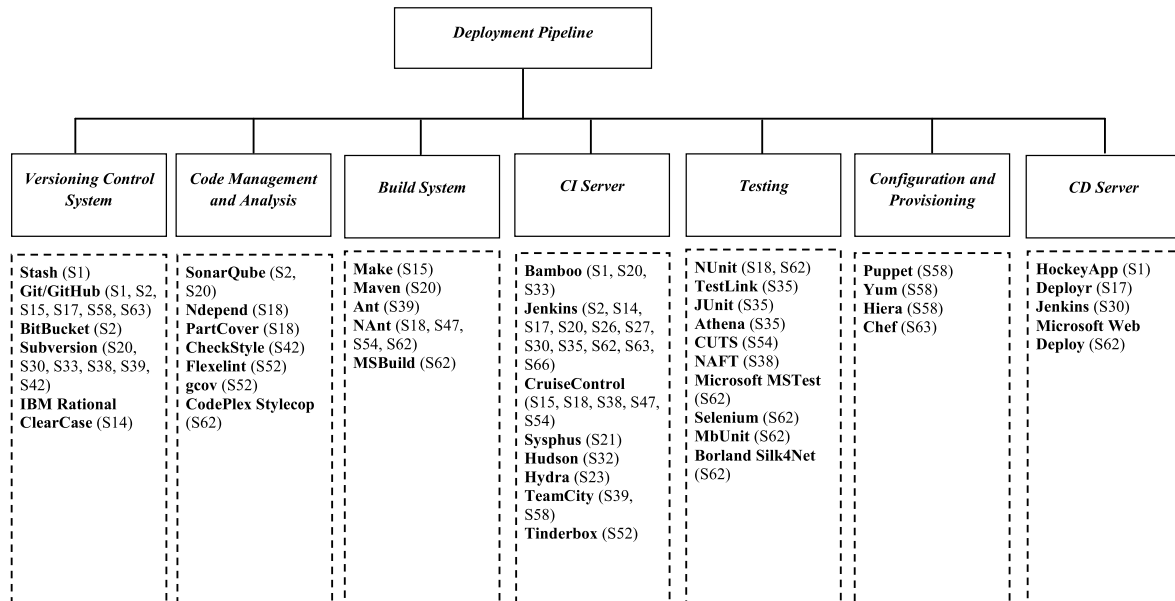 Deployment Pipeline
Versioning Control
System
Code Management
and Analysis
Build System
CI Server
Testing
Configuration and
Provisioning
CD Server
Stash (S1)
Git/GitHub (S1, S2,
S15, S17, S58, S63)
BitBucket (S2)
Subversion (S20,
S30, S33, S38, S39,
S42)
IBM Rational
ClearCase (S14)
SonarQube (S2,
S20)
Ndepend (S18)
PartCover (S18)
CheckStyle (S42)
Flexelint (S52)
gcov (S52)
CodePlex Stylecop
(S62)
Make (S15)
Maven (S20)
Ant (S39)
NAnt (S18, S47,
S54, S62)
MSBuild (S62)
Bamboo (S1, S20,
S33)
Jenkins (S2, S14,
S17, S20, S26, S27,
S30, S35, S62, S63,
S66)
CruiseControl
(S15, S18, S38, S47,
S54)
Sysphus (S21)
Hudson (S32)
Hydra (S23)
TeamCity (S39,
S58)
Tinderbox (S52)
NUnit (S18, S62)
TestLink (S35)
JUnit (S35)
Athena (S35)
CUTS (S54)
NAFT (S38)
Microsoft MSTest
(S62)
Selenium (S62)
MbUnit (S62)
Borland Silk4Net
(S62)
Puppet (S58)
Yum (S58)
Hiera (S58)
Chef (S63)
HockeyApp (S1)
Deployr (S17)
Jenkins (S30)
Microsoft Web
Deploy (S62)